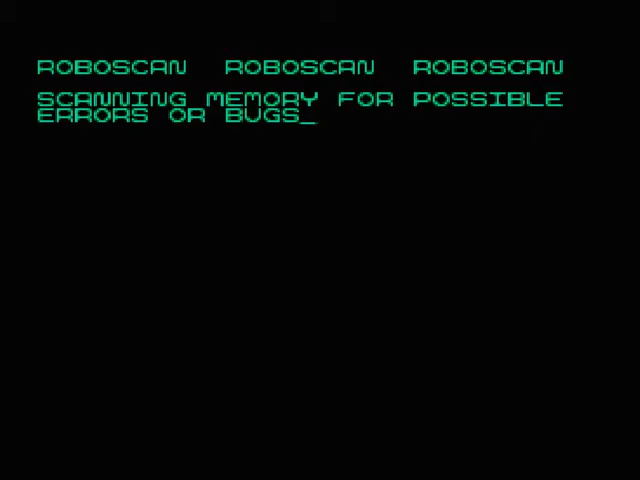 ROBOSCAN ROBOSCAN ROBOSCAN
SCANNING MEMORY FOR POSSIBLE
ERRORS OR BUGS_